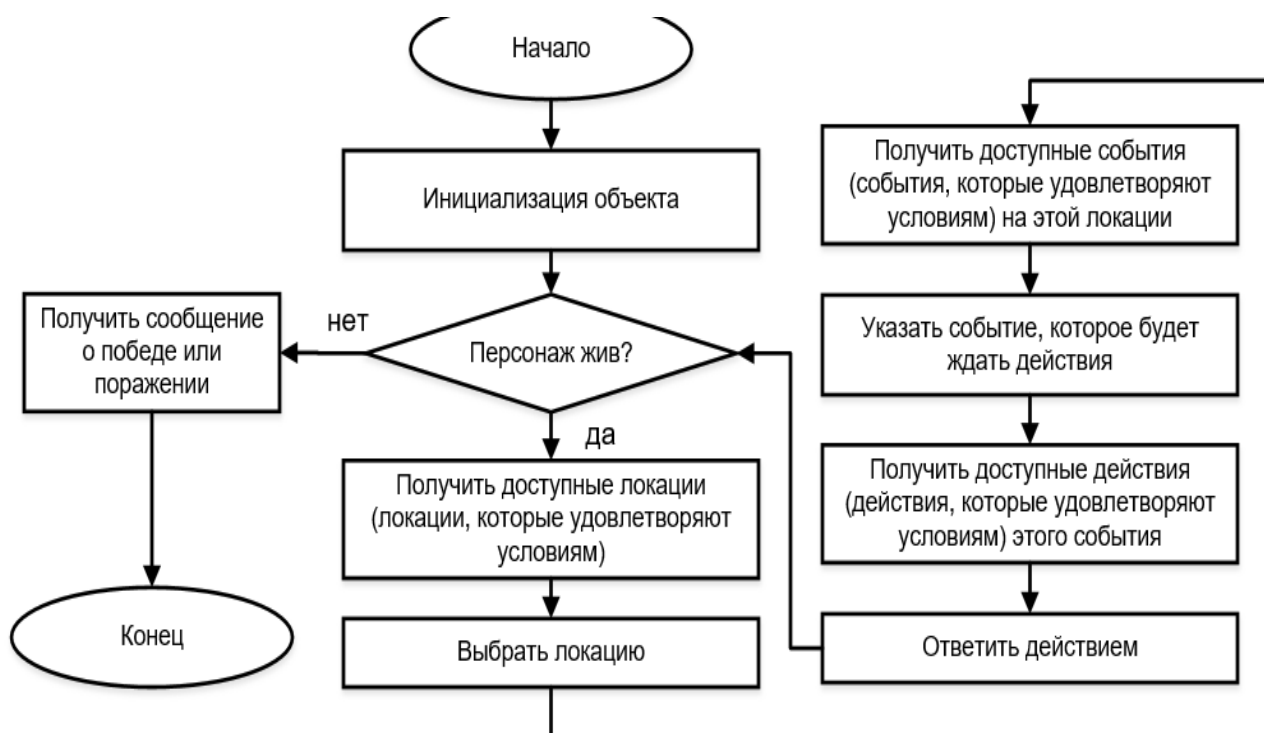 Начало
Инициализация объекта
Персонаж жив?
нет
Получить сообщение
о победе или
поражении
Конец
да
Получить доступные локации
(локации, которые удовлетворяют
условиям)
Выбрать локацию
Получить доступные события
(события, которые удовлетворяют
условиям) на этой локации
Указать событие, которое будет
ждать действия
Получить доступные действия
(действия, которые удовлетворяют
условиям) этого события
Ответить действием